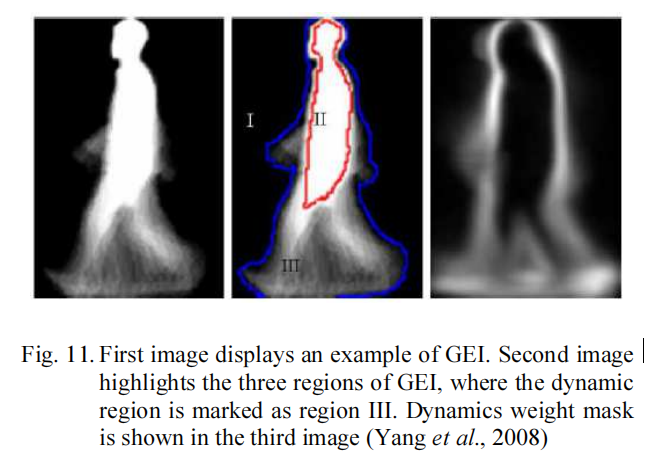 I
II
III
Fig. 11. First image displays an example of GEI. Second image
highlights the three regions of GEI, where the dynamic
region is marked as region III. Dynamics weight mask
is shown in the third image (Yang et al., 2008)